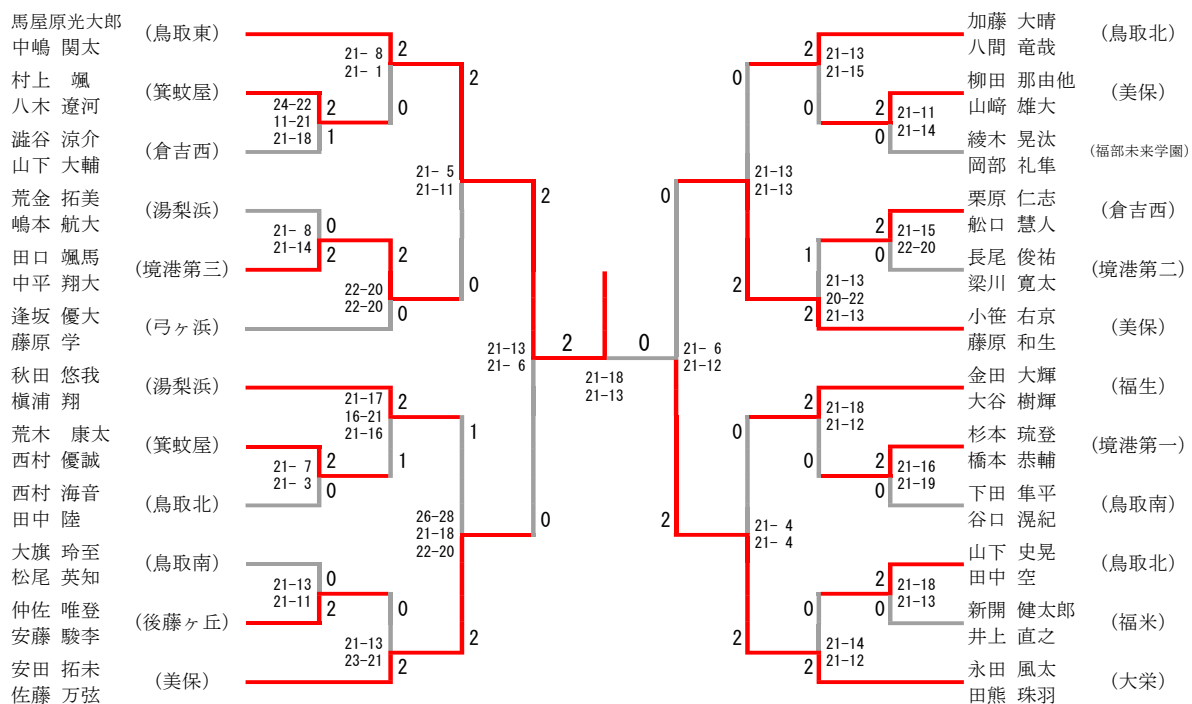 馬屋原光大郎
中嶋 関太
(鳥取東)
村上 颯
八木 遼河
(箕蚊屋)
澁谷 涼介
山下 大輔
(倉吉西)
荒金 拓美
嶋本 航大
(湯梨浜)
田口 颯馬
中平 翔大
(境港第三)
逢坂 優大
藤原 学
(弓ヶ浜)
秋田 悠我
槇浦 翔
(湯梨浜)
荒木 康太
西村 優誠
(箕蚊屋)
西村 海音
田中 陸
(鳥取北)
大旗 玲至
松尾 英知
(鳥取南)
仲佐 唯登
安藤 駿李
(後藤ヶ丘)
安田 拓未
佐藤 万弦
(美保)
24-22
11-21
21-18
2
1
21- 8
21- 1
2
0
21- 8
21-14
0
2
22-20
22-20
2
0
21- 5
21-11
2
0
21- 7
21- 3
2
0
21-17
16-21
21-16
2
1
21-13
21-11
0
2
21-13
23-21
0
2
26-28
21-18
22-20
1
2
21-13
21- 6
2
0
2
0
21-18
21-13
21- 6
21-12
0
2
21-13
21-13
0
2
21-13
21-15
2
0
21-11
21-14
2
0
21-15
22-20
2
0
21-13
20-22
21-13
1
2
21- 4
21- 4
0
2
21-18
21-12
2
0
21-16
21-19
2
0
21-18
21-13
2
0
21-14
21-12
0
2
加藤 大晴
八間 竜哉
(鳥取北)
柳田 那由他
山﨑 雄大
(美保)
綾木 晃汰
岡部 礼隼
(福部未来学園)
栗原 仁志
舩口 慧人
(倉吉西)
長尾 俊祐
梁川 寛太
(境港第二)
小笹 右京
藤原 和生
(美保)
金田 大輝
大谷 樹輝
(福生)
杉本 琉登
橋本 恭輔
(境港第一)
下田 隼平
谷口 滉紀
(鳥取南)
山下 史晃
田中 空
(鳥取北)
新開 健太郎
井上 直之
(福米)
永田 風太
田熊 珠羽
(大栄)